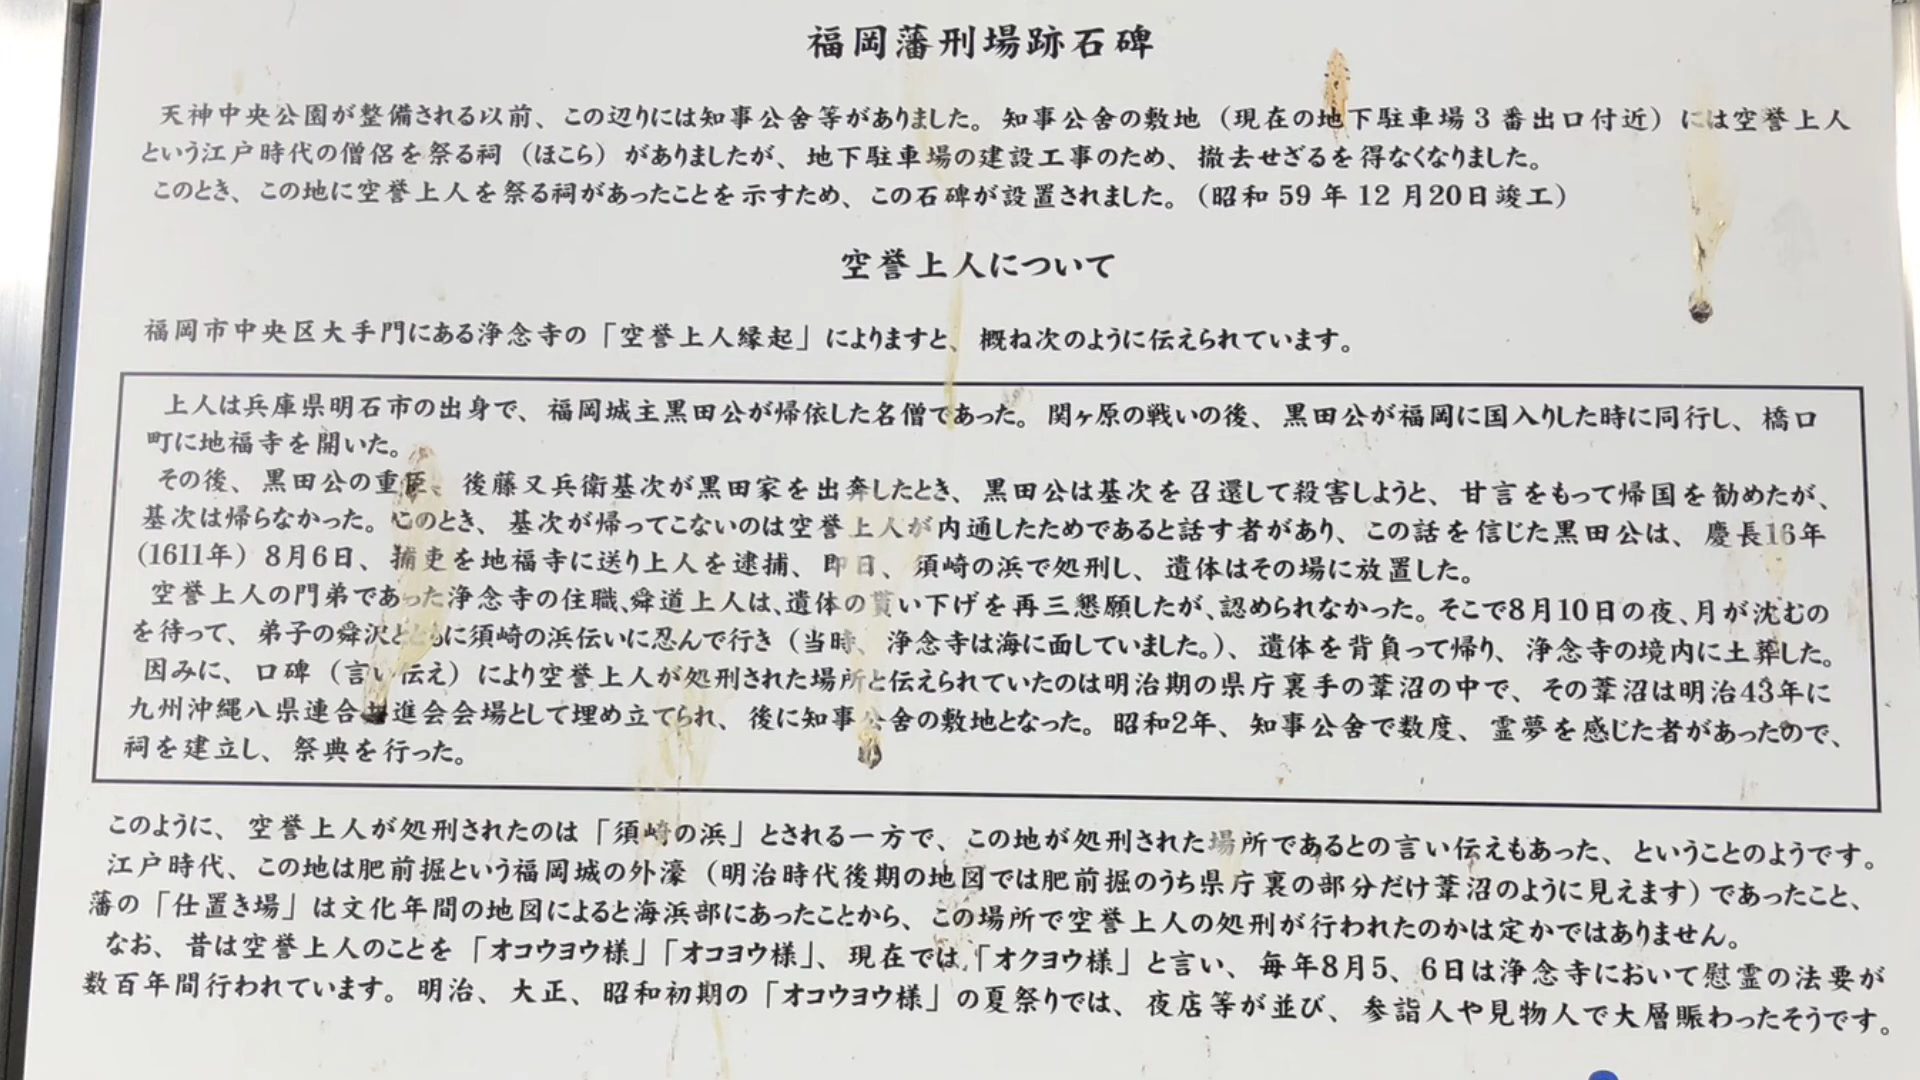 福岡藩刑場跡石碑
天神中央公園が整備される以前、この辺りには知事公舎等がありました。知事公舎の敷地（現在の地下駐車場3番出口付近）には空誉上人
という江戸時代の僧侶を祭る祠（ほこら）がありましたが、地下駐車場の建設工事のため、撤去せざるを得なくなりました。
このとき、この地に空誉上人を祭る祠があったことを示すため、この石碑が設置されました。（昭和59年12月20日竣工）
空誉上人について
福岡市中央区大手門にある浄念寺の「空誉上人縁起」によりますと、概ね次のように伝えられています。
上人は兵庫県明石市の出身で、福岡城主黒田公が帰依した名僧であった。関ヶ原の戦いの後、黒田公が福岡に国入りした時に同行し、橋口
町に地福寺を開いた。
その後、黒田公の重臣、後藤又兵衛基次が黒田家を出奔したとき、黒田公は基次を召還して殺害しようと、甘言をもって帰国を勧めたが、
基次は帰らなかった。このとき、基次が帰ってこないのは空誉上人が内通したためであると話す者があり、この話を信じた黒田公は、慶長16年
(1611年）8月6日、捕吏を地福寺に送り上人を逮捕、即日、須崎の浜で処刑し、遺体はその場に放置した。
空誉上人の門弟であった浄念寺の住職、舜道上人は、遺体の貰い下げを再三懇願したが、認められなかった。そこで8月10日の夜、月が沈むの
を待って、弟子の舜沢とともに須崎の浜伝いに忍んで行き（当時、浄念寺は海に面していました。）、遺体を背負って帰り、浄念寺の境内に土葬した。
因みに、口碑（言い伝え）により空誉上人が処刑された場所と伝えられていたのは明治期の県庁裏手の葦沼の中で、その葦沼は明治43年に
九州沖縄八県連合共進会会場として埋め立てられ、後に知事公舎の敷地となった。昭和2年、知事公舎で数度、霊夢を感じた者があったので、
祠を建立し、祭典を行った。
このように、空誉上人が処刑されたのは「須崎の浜」とされる一方で、この地が処刑された場所であるとの言い伝えもあった、ということのようです。
江戸時代、この地は肥前掘という福岡城の外濠（明治時代後期の地図では肥前掘のうち県庁裏の部分だけ葦沼のように見えます）であったこと、
藩の「仕置き場」は文化年間の地図によると海浜部にあったことから、この場所で空誉上人の処刑が行われたのかは定かではありません。
なお、昔は空誉上人のことを「オコウヨウ様」「オコヨウ様」、現在では、「オクヨウ様」と言い、毎年8月5、6日は浄念寺において慰霊の法要が
数百年間行われています。明治、大正、昭和初期の「オコウヨウ様」の夏祭りでは、夜店等が並び、参詣人や見物人で大層賑わったそうです。